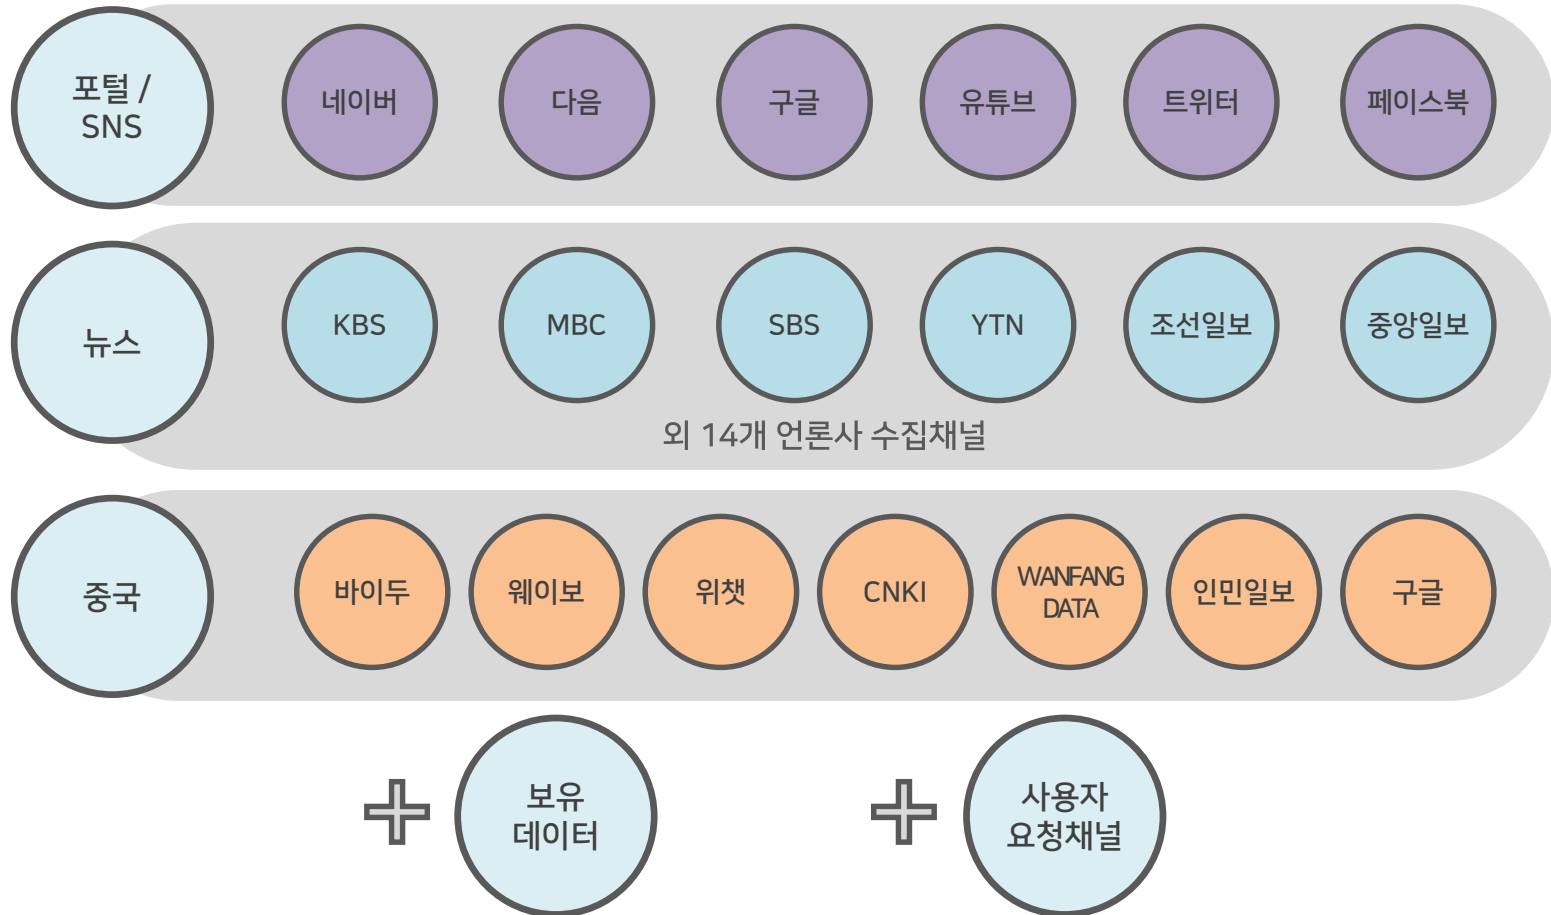 포털 /
SNS
네이버
다음
구글
유튜브
트위터
페이스북
뉴스
KBS
MBC
SBS
YTN
조선일보
중앙일보
외 14개 언론사 수집채널
중국
바이두
웨이보
위챗
CNKI
WANFANG
DATA
인민일보
구글
보유
데이터
사용자
요청채널